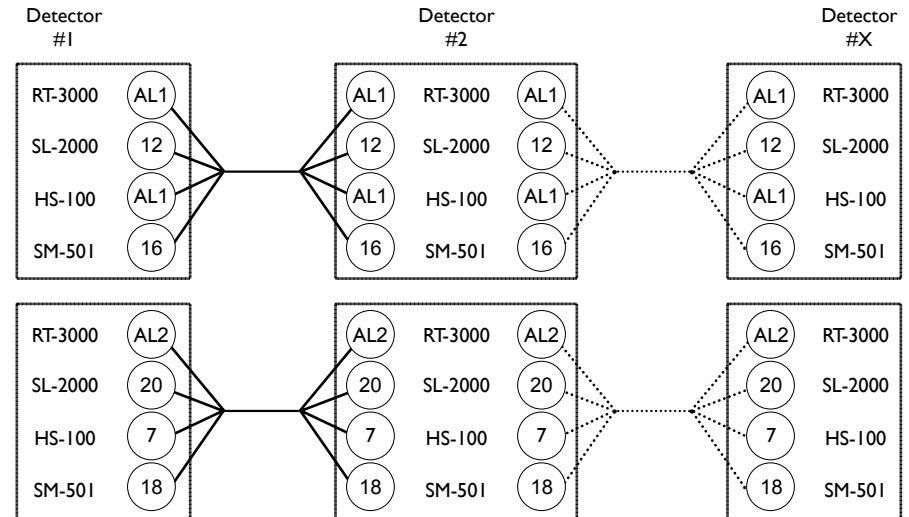 Detector #1 Detector #2 Detector #X
RT-3000 AL1 AL1 RT-3000 AL1 AL1 RT-3000
SL-2000 12 12 SL-2000 12 12 SL-2000
HS-100 AL1 AL1 HS-100 AL1 AL1 HS-100
SM-501 16 16 SM-501 16 16 SM-501
RT-3000 AL2 AL2 RT-3000 AL2 AL2 RT-3000
SL-2000 20 20 SL-2000 20 20 SL-2000
HS-100 7 7 HS-100 7 7 HS-100
SM-501 18 18 SM-501 18 18 SM-501